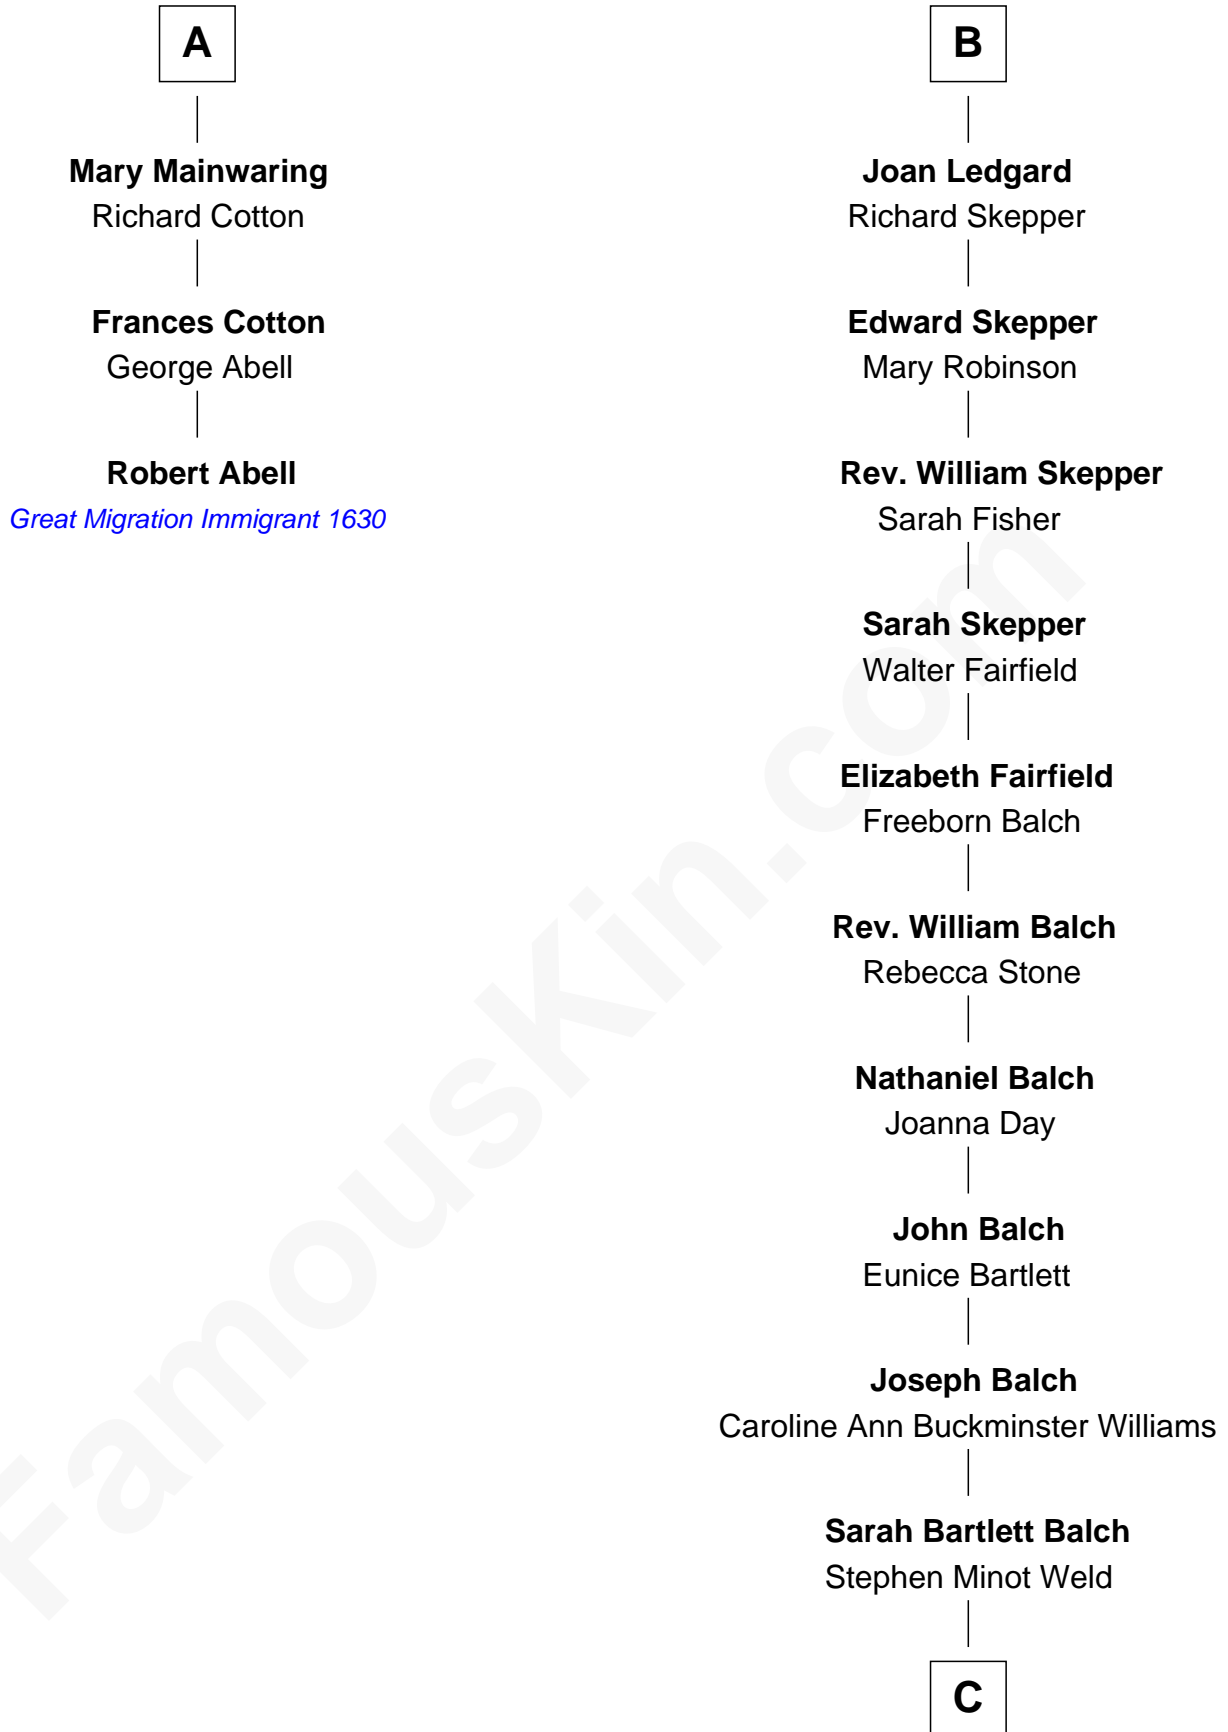 A
Mary Mainwaring
Richard Cotton
Frances Cotton
George Abell
Robert Abell
Great Migration Immigrant 1630
B
Joan Ledgard
Richard Skepper
Edward Skepper
Mary Robinson
Rev. William Skepper
Sarah Fisher
Sarah Skepper
Walter Fairfield
Elizabeth Fairfield
Freeborn Balch
Rev. William Balch
Rebecca Stone
Nathaniel Balch
Joanna Day
John Balch
Eunice Bartlett
Joseph Balch
Caroline Ann Buckminster Williams
Sarah Bartlett Balch
Stephen Minot Weld
C
FamousKin.com